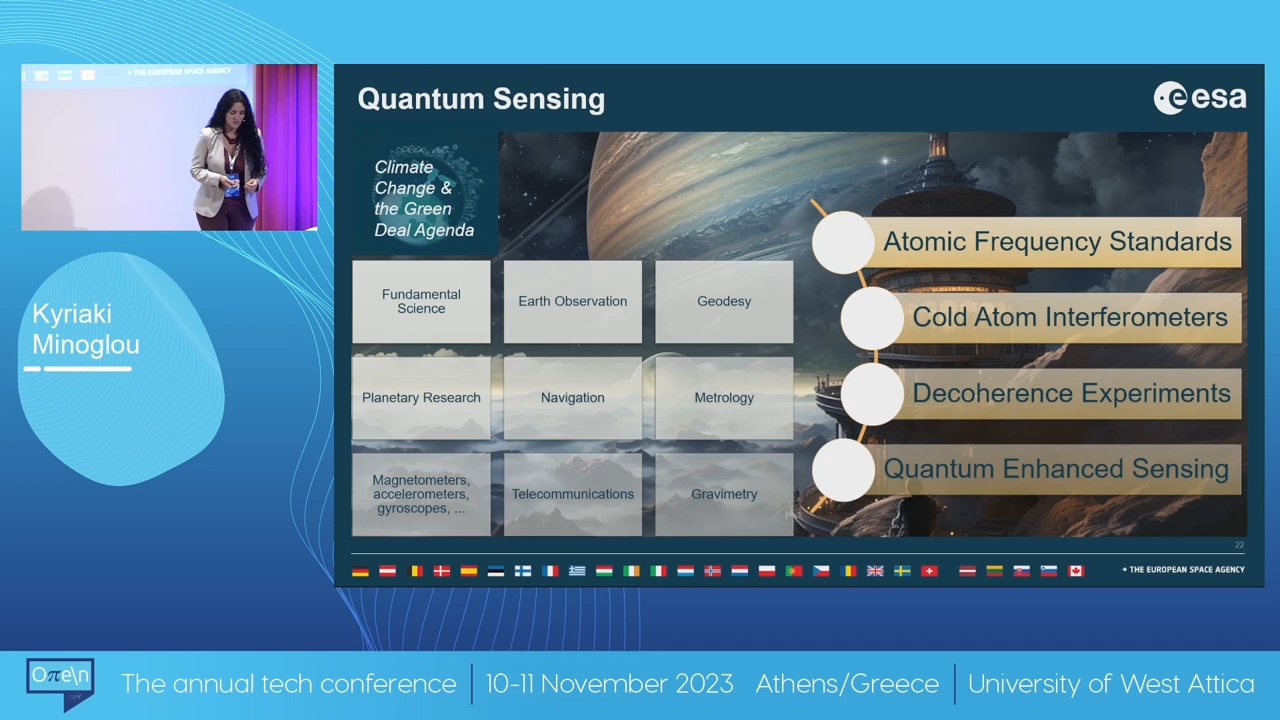 → THE EUROPEAN SPACE AGENCY
Kyriaki
Minoglou
Quantum Sensing
esa
Climate
Change &
the Green
Deal Agenda
Fundamental
Science
Earth Observation
Geodesy
Planetary Research
Navigation
Metrology
Magnetometers,
accelerometers,
gyroscopes, ...
Telecommunications
Gravimetry
Atomic Frequency Standards
Cold Atom Interferometers
Decoherence Experiments
Quantum Enhanced Sensing
22
→ THE EUROPEAN SPACE AGENCY
Oπe\n
conf
The annual tech conference
10-11 November 2023
Athens/Greece
University of West Attica